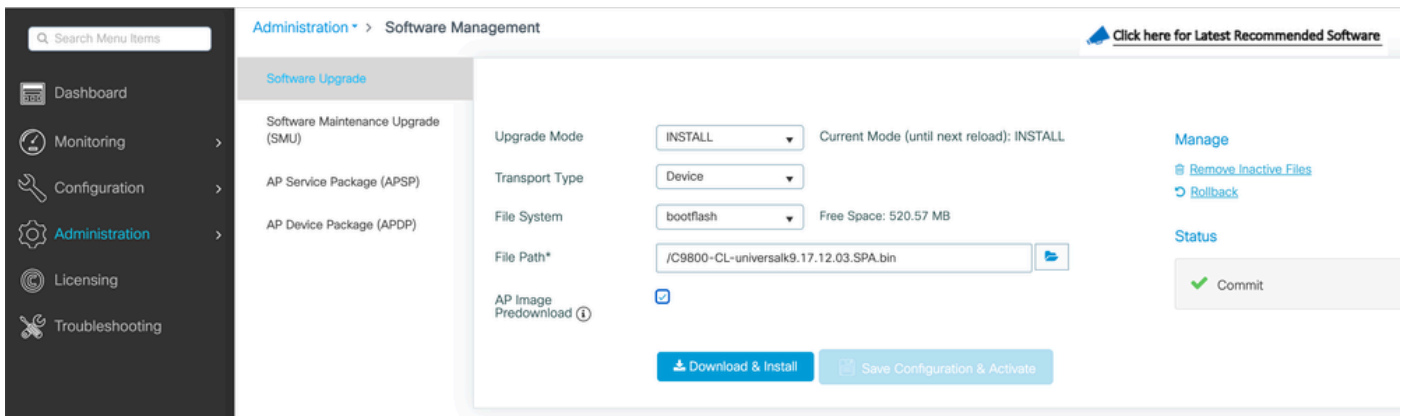 Search Menu Items
Dashboard
Monitoring
Configuration
Administration
Licensing
Troubleshooting
Administration > Software Management
Click here for Latest Recommended Software
Software Upgrade
Software Maintenance Upgrade
(SMU)
AP Service Package (APSP)
AP Device Package (APDP)
Upgrade Mode INSTALL Current Mode (until next reload): INSTALL
Transport Type Device
File System bootflash Free Space: 520.57 MB
File Path* /C9800-CL-universalk9.17.12.03.SPA.bin
AP Image
Predownload
Download & Install Save Configuration & Activate
Manage
Remove Inactive Files
Rollback
Status
Commit